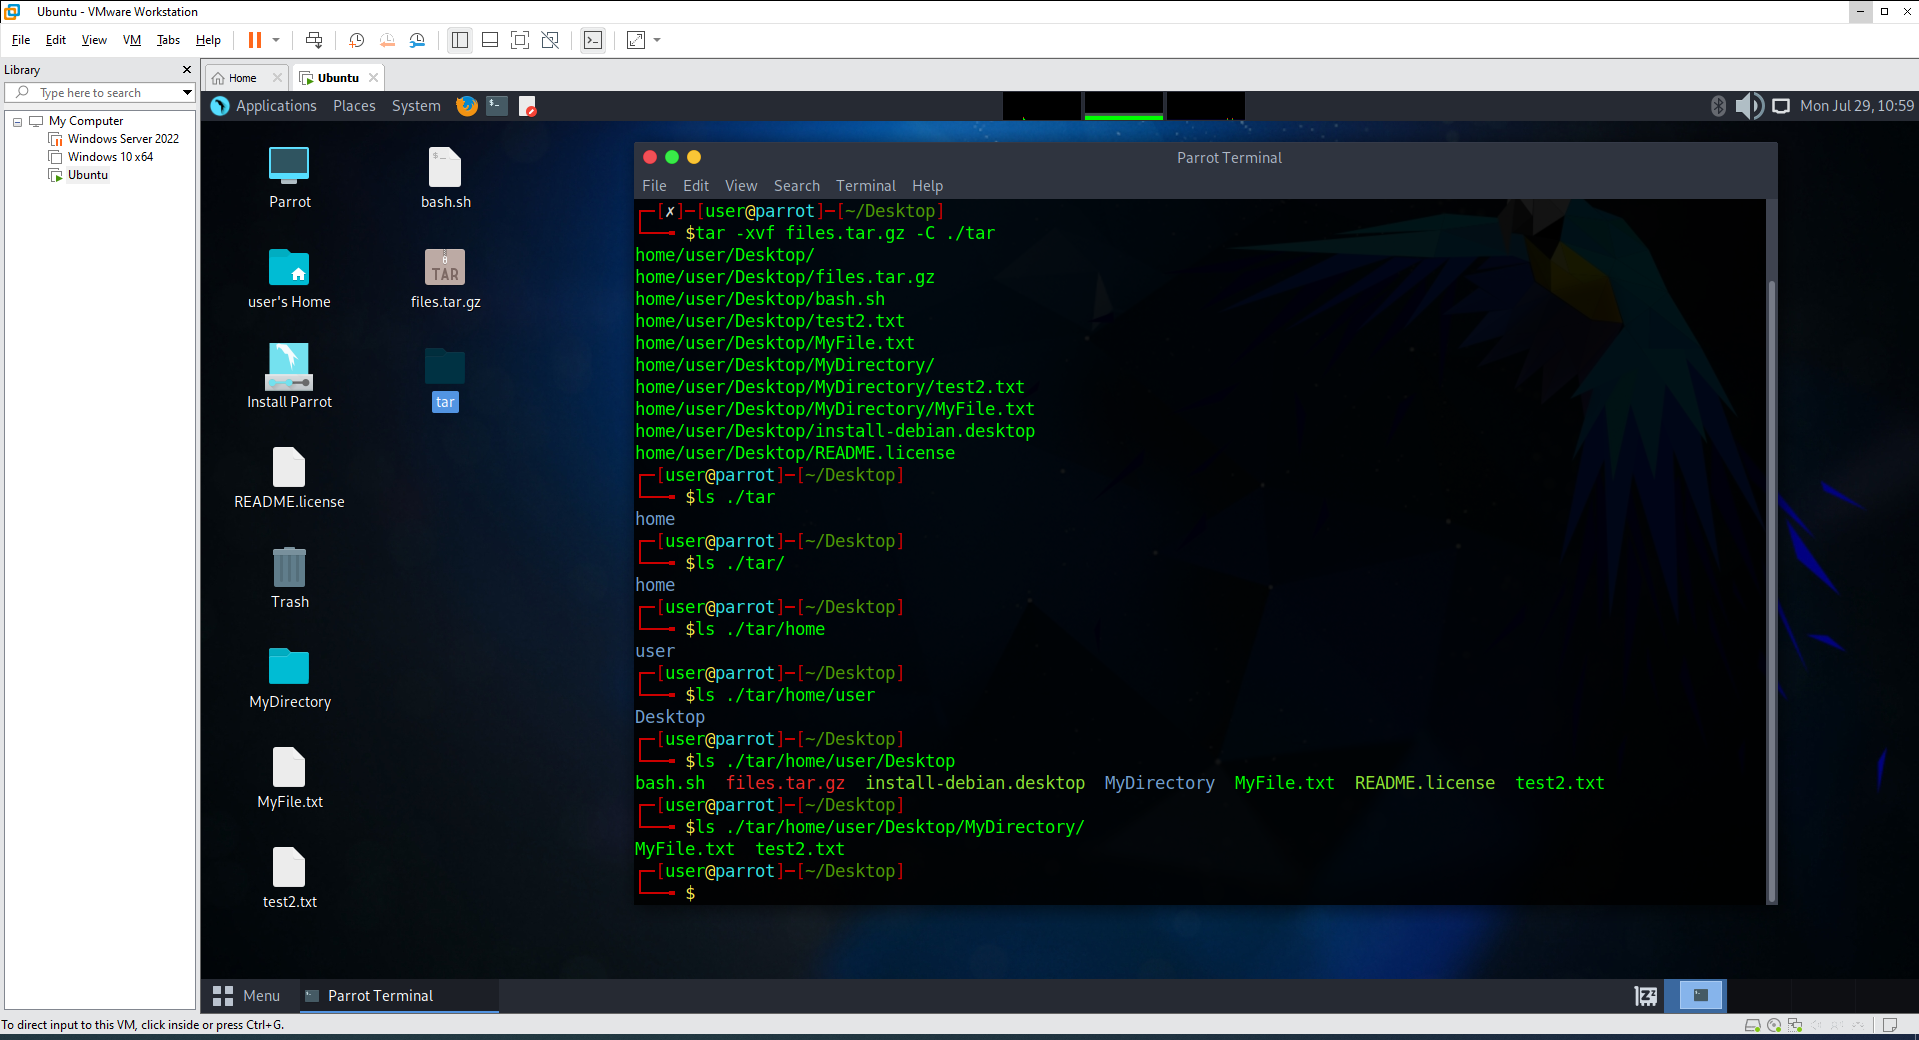 Ubuntu - VMware Workstation
File Edit View VM Tabs Help
Library
Type here to search
My Computer
Windows Server 2022
Windows 10 x64
Ubuntu
Home
Ubuntu
Applications Places System
Mon Jul 29, 10:59
Parrot
bash.sh
user's Home
files.tar.gz
TAR
Install Parrot
tar
README.license
Trash
MyDirectory
MyFile.txt
test2.txt
Parrot Terminal
File Edit View Search Terminal Help
┌─[✗]─[user@parrot]─[~/Desktop]
└──╼ $tar -xvf files.tar.gz -C ./tar
home/user/Desktop/
home/user/Desktop/files.tar.gz
home/user/Desktop/bash.sh
home/user/Desktop/test2.txt
home/user/Desktop/MyFile.txt
home/user/Desktop/MyDirectory/
home/user/Desktop/MyDirectory/test2.txt
home/user/Desktop/MyDirectory/MyFile.txt
home/user/Desktop/install-debian.desktop
home/user/Desktop/README.license
┌─[user@parrot]─[~/Desktop]
└──╼ $ls ./tar
home
┌─[user@parrot]─[~/Desktop]
└──╼ $ls ./tar/
home
┌─[user@parrot]─[~/Desktop]
└──╼ $ls ./tar/home
user
┌─[user@parrot]─[~/Desktop]
└──╼ $ls ./tar/home/user
Desktop
┌─[user@parrot]─[~/Desktop]
└──╼ $ls ./tar/home/user/Desktop
bash.sh files.tar.gz install-debian.desktop MyDirectory MyFile.txt README.license test2.txt
┌─[user@parrot]─[~/Desktop]
└──╼ $ls ./tar/home/user/Desktop/MyDirectory/
MyFile.txt test2.txt
┌─[user@parrot]─[~/Desktop]
└──╼ $
Menu
Parrot Terminal
To direct input to this VM, click inside or press Ctrl+G.